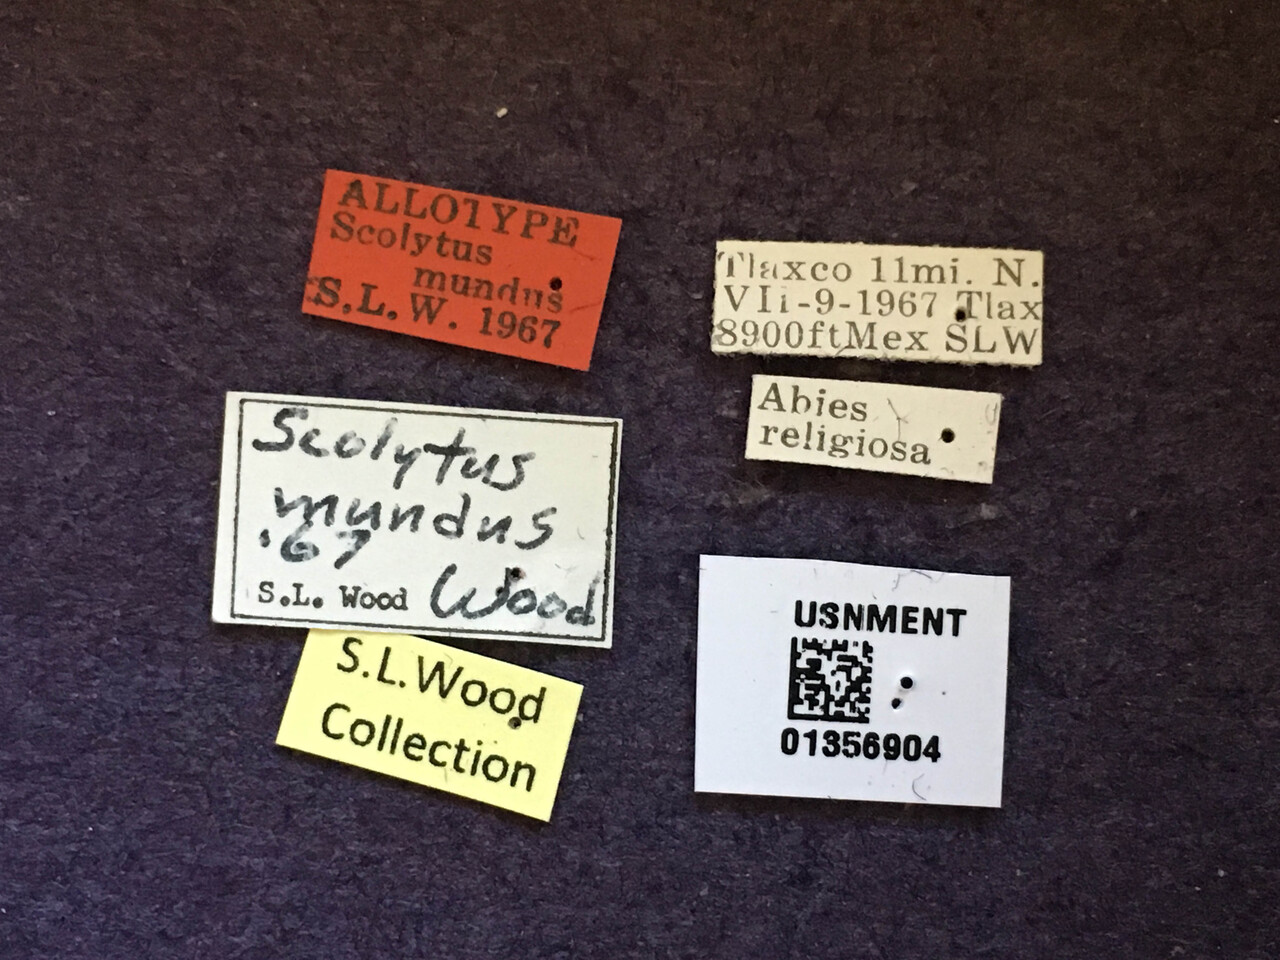 ALLOTYPE
Scolytus
mundus
S.L.W. 1967
Tlaxco 11mi. N.
VIi-9-1967 Tlax
8900ftMex SLW
Abies
religiosa
Scolytus
mundus
'67
S.L. Wood Wood
S.L.Wood
Collection
USNMENT
01356904